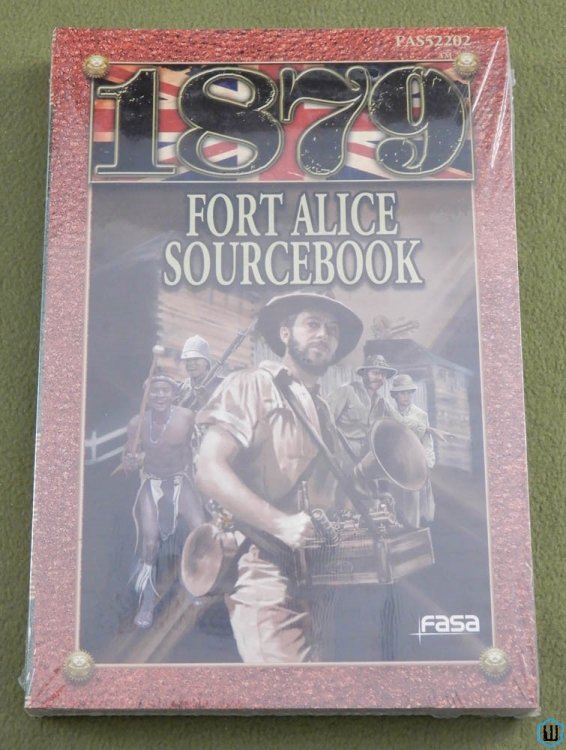 PAS52202
1879
FORT ALICE
SOURCEBOOK
fasa